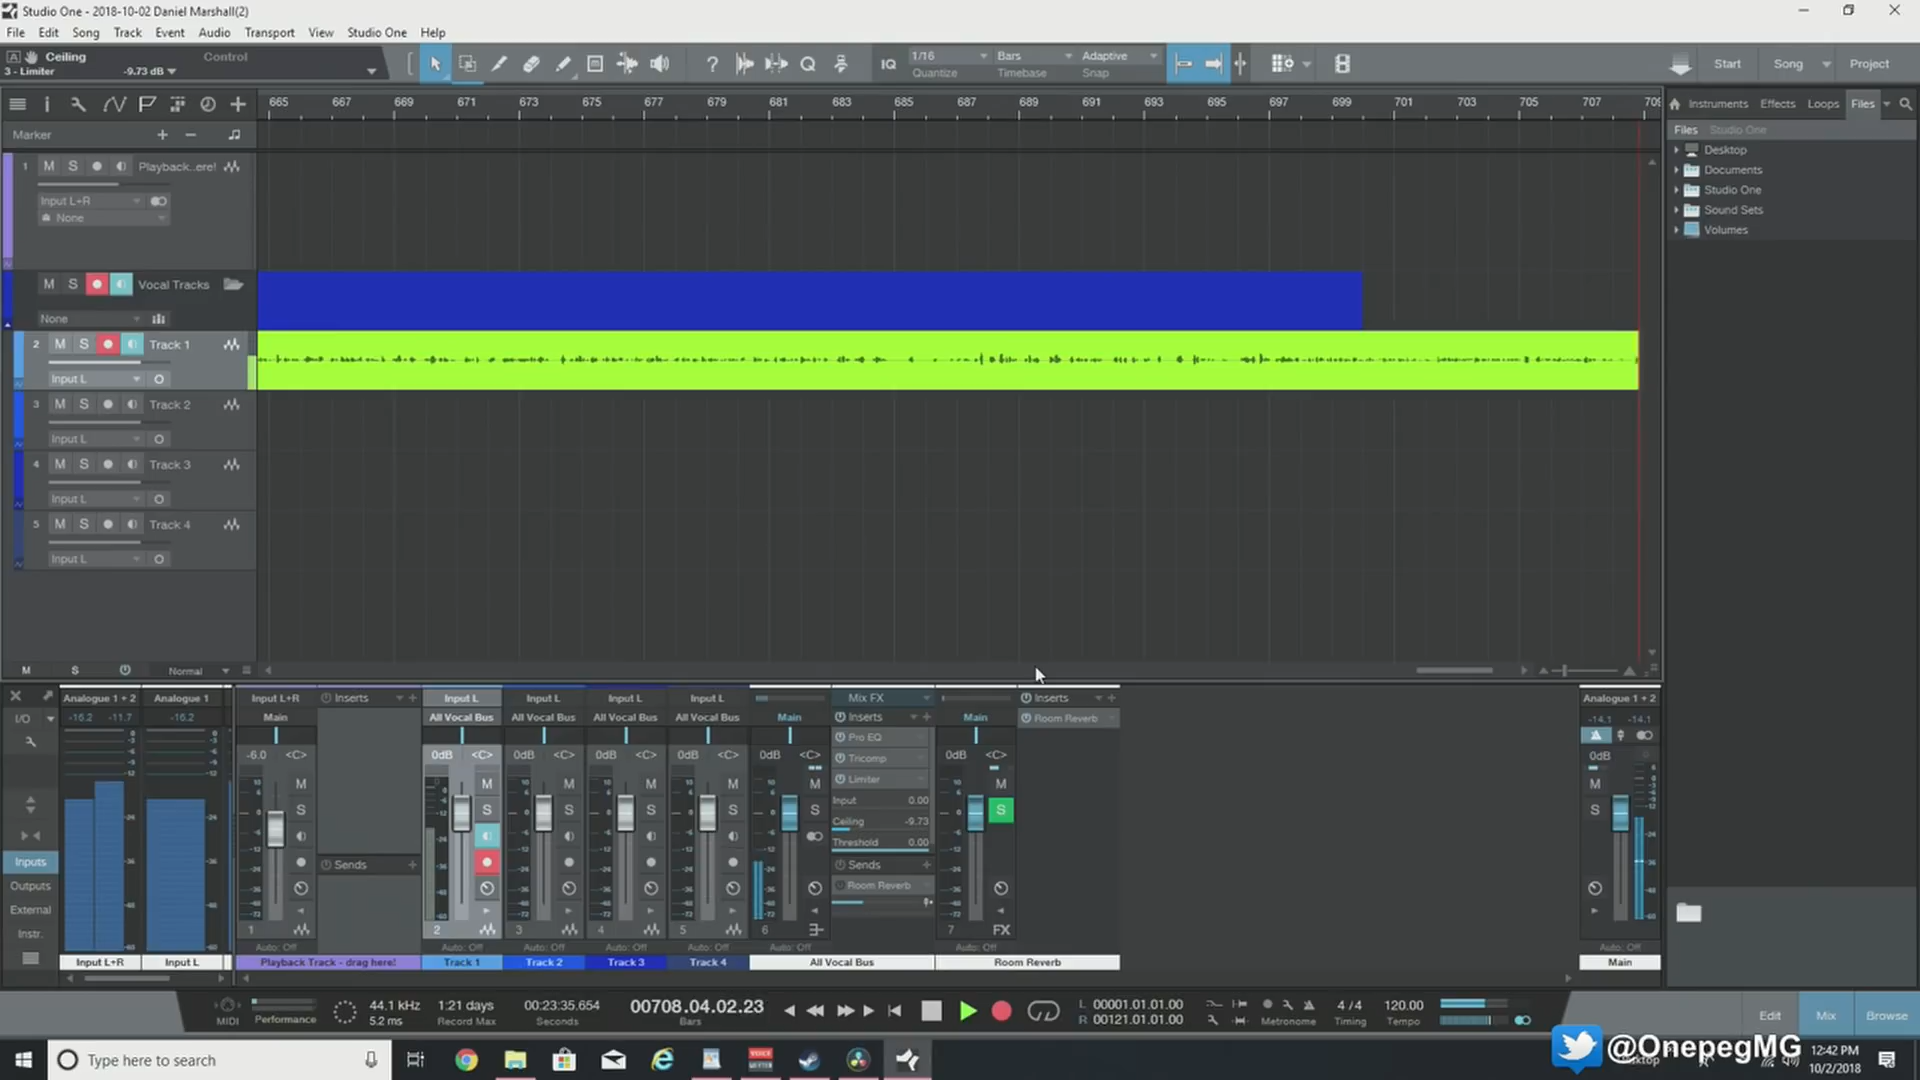 Studio One - 2018-10-02 Daniel Marshall(2)
File Edit Song Track Event Audio Transport View Studio One Help
Ceiling
3 - Limiter -9.73 dB
Control
? IQ 1/16 Bars Adaptive
Quantize Timebase Snap
Start Song Project
665 667 669 671 673 675 677 679 681 683 685 687 689 691 693 695 697 699 701 703 705 707 709
Instruments Effects Loops Files
Marker + −
Files Studio One
Desktop
Documents
Studio One
Sound Sets
Volumes
1 M S Playback..ere!
Input L+R
None
M S Vocal Tracks
None
2 M S Track 1
Input L
3 M S Track 2
Input L
4 M S Track 3
Input L
5 M S Track 4
Input L
M S Normal
Analogue 1 + 2 Analogue 1 Input L+R Inserts Input L Input L Input L Input L Mix FX Inserts Analogue 1 + 2
I/O -16.2 -11.7 -16.2 Main All Vocal Bus All Vocal Bus All Vocal Bus All Vocal Bus Main Inserts Main Room Reverb -14.1 -14.1
Pro EQ
-6.0 <C> 0dB <C> 0dB <C> 0dB <C> 0dB <C> 0dB <C> Tricomp 0dB <C> 0dB
Limiter
Input 0.00
Ceiling -9.73
Threshold 0.00
Inputs Sends Sends
Outputs Room Reverb
External
Instr. 1 2 3 4 5 6 7 FX
Auto: Off Auto: Off Auto: Off Auto: Off Auto: Off Auto: Off Auto: Off Auto: Off
Input L+R Input L Playback Track - drag here! Track 1 Track 2 Track 3 Track 4 All Vocal Bus Room Reverb Main
MIDI Performance
44.1 kHz
5.2 ms
1:21 days
Record Max
00:23:35.654
Seconds
00708.04.02.23
Bars
L 00001.01.01.00
R 00121.01.01.00
Metronome
4 / 4
Timing
120.00
Tempo
Edit Mix Browse
Type here to search
@OnepegMG
12:42 PM
10/2/2018